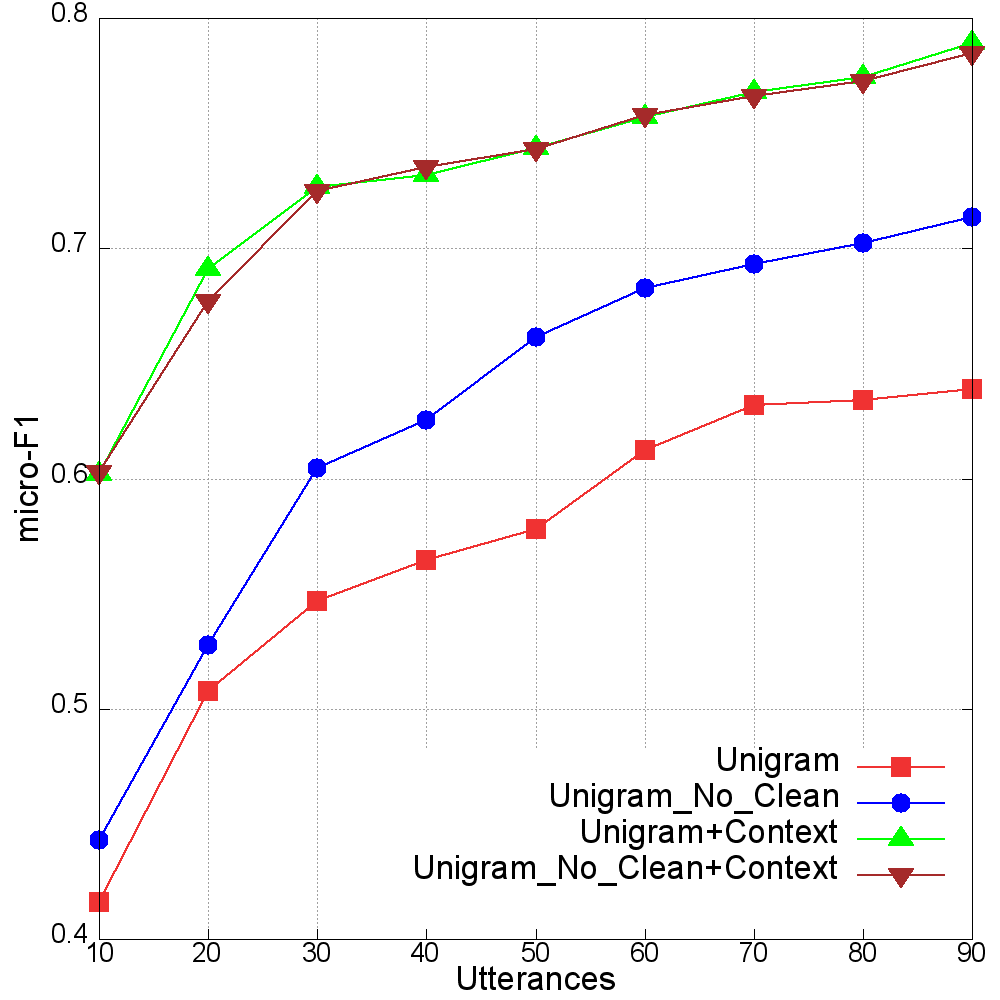 0.8
0.7
0.6
0.5
0.4
micro-F1
Unigram
Unigram_No_Clean
Unigram+Context
Unigram_No_Clean+Context
10 20 30 40 50 60 70 80 90
Utterances